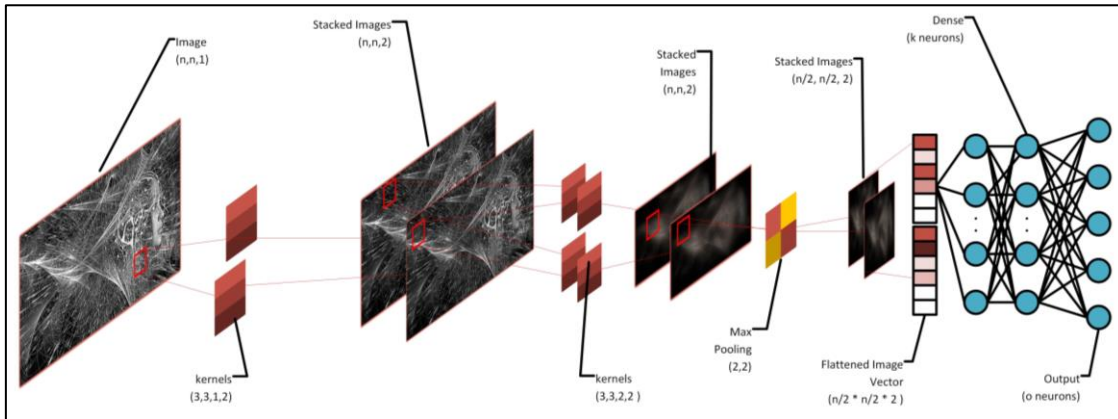 Image
(n,n,1)
kernels
(3,3,1,2)
Stacked Images
(n,n,2)
kernels
(3,3,2,2 )
Stacked
Images
(n,n,2)
Max
Pooling
(2,2)
Stacked Images
(n/2, n/2, 2)
Flattened Image
Vector
(n/2 * n/2 * 2 )
Dense
(k neurons)
Output
(o neurons)